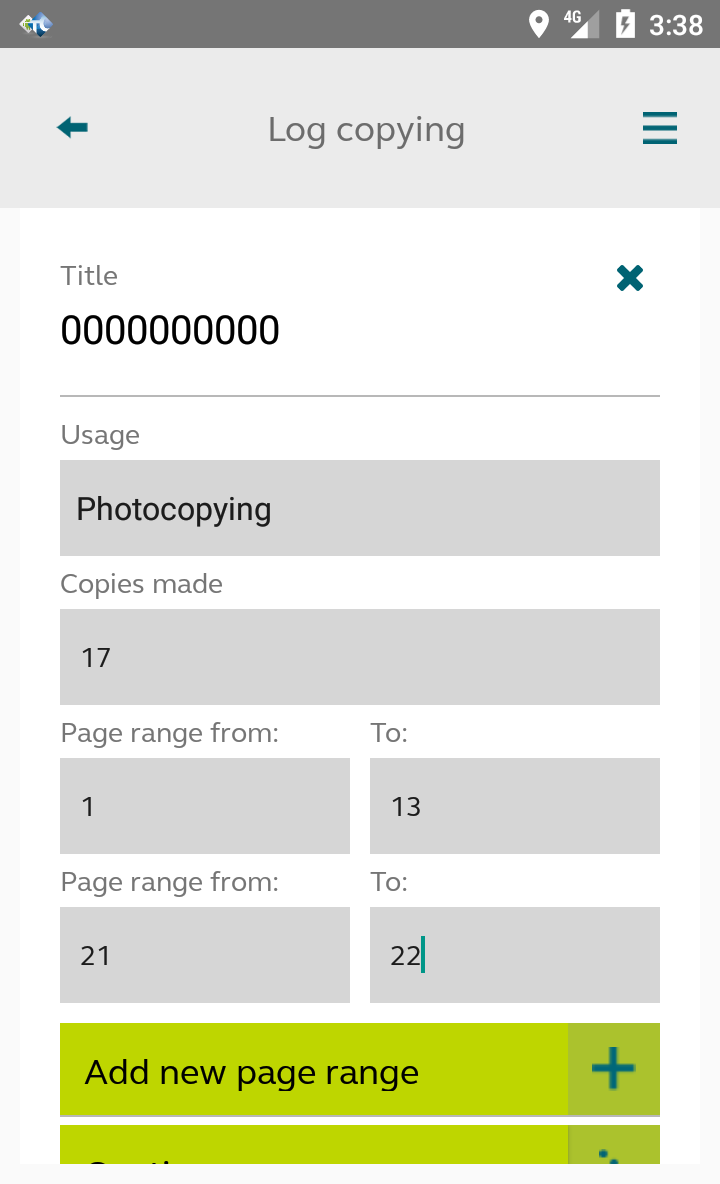 4G 3:38
Log copying
Title
0000000000
Usage
Photocopying
Copies made
17
Page range from: To:
1 13
Page range from: To:
21 22
Add new page range